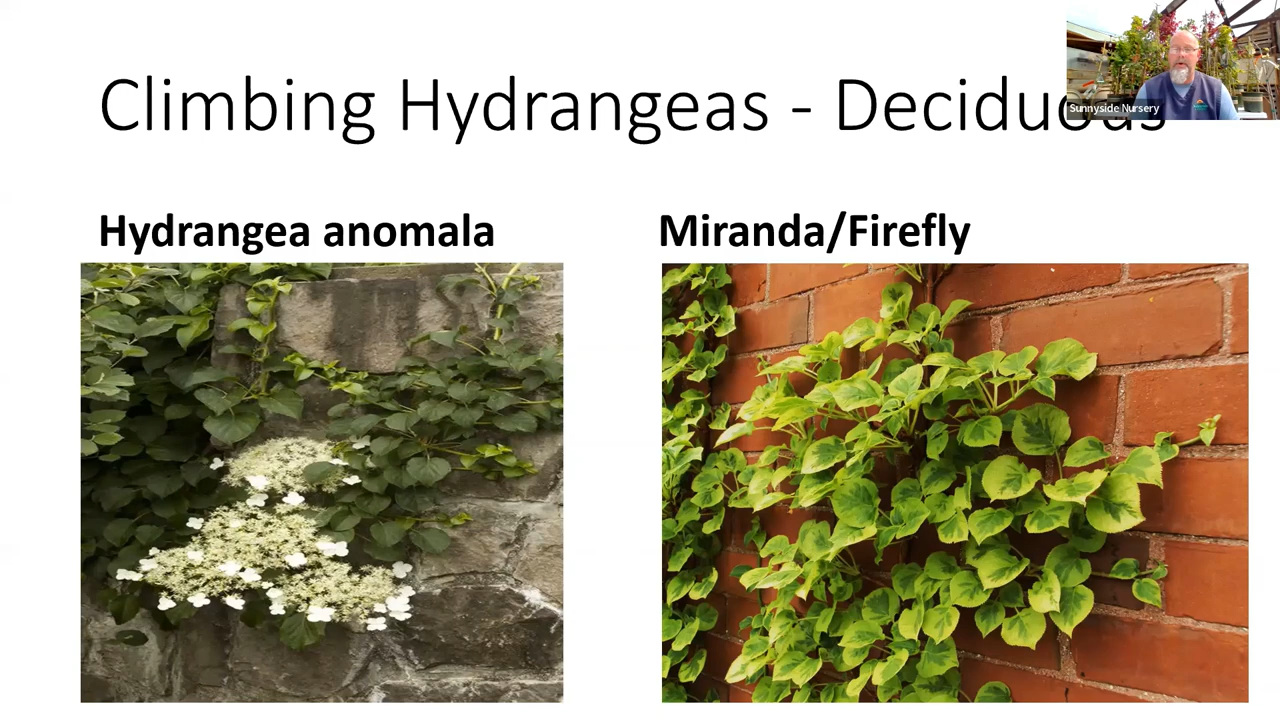 Climbing Hydrangeas - Deciduous
Sunnyside Nursery
Hydrangea anomala
Miranda/Firefly